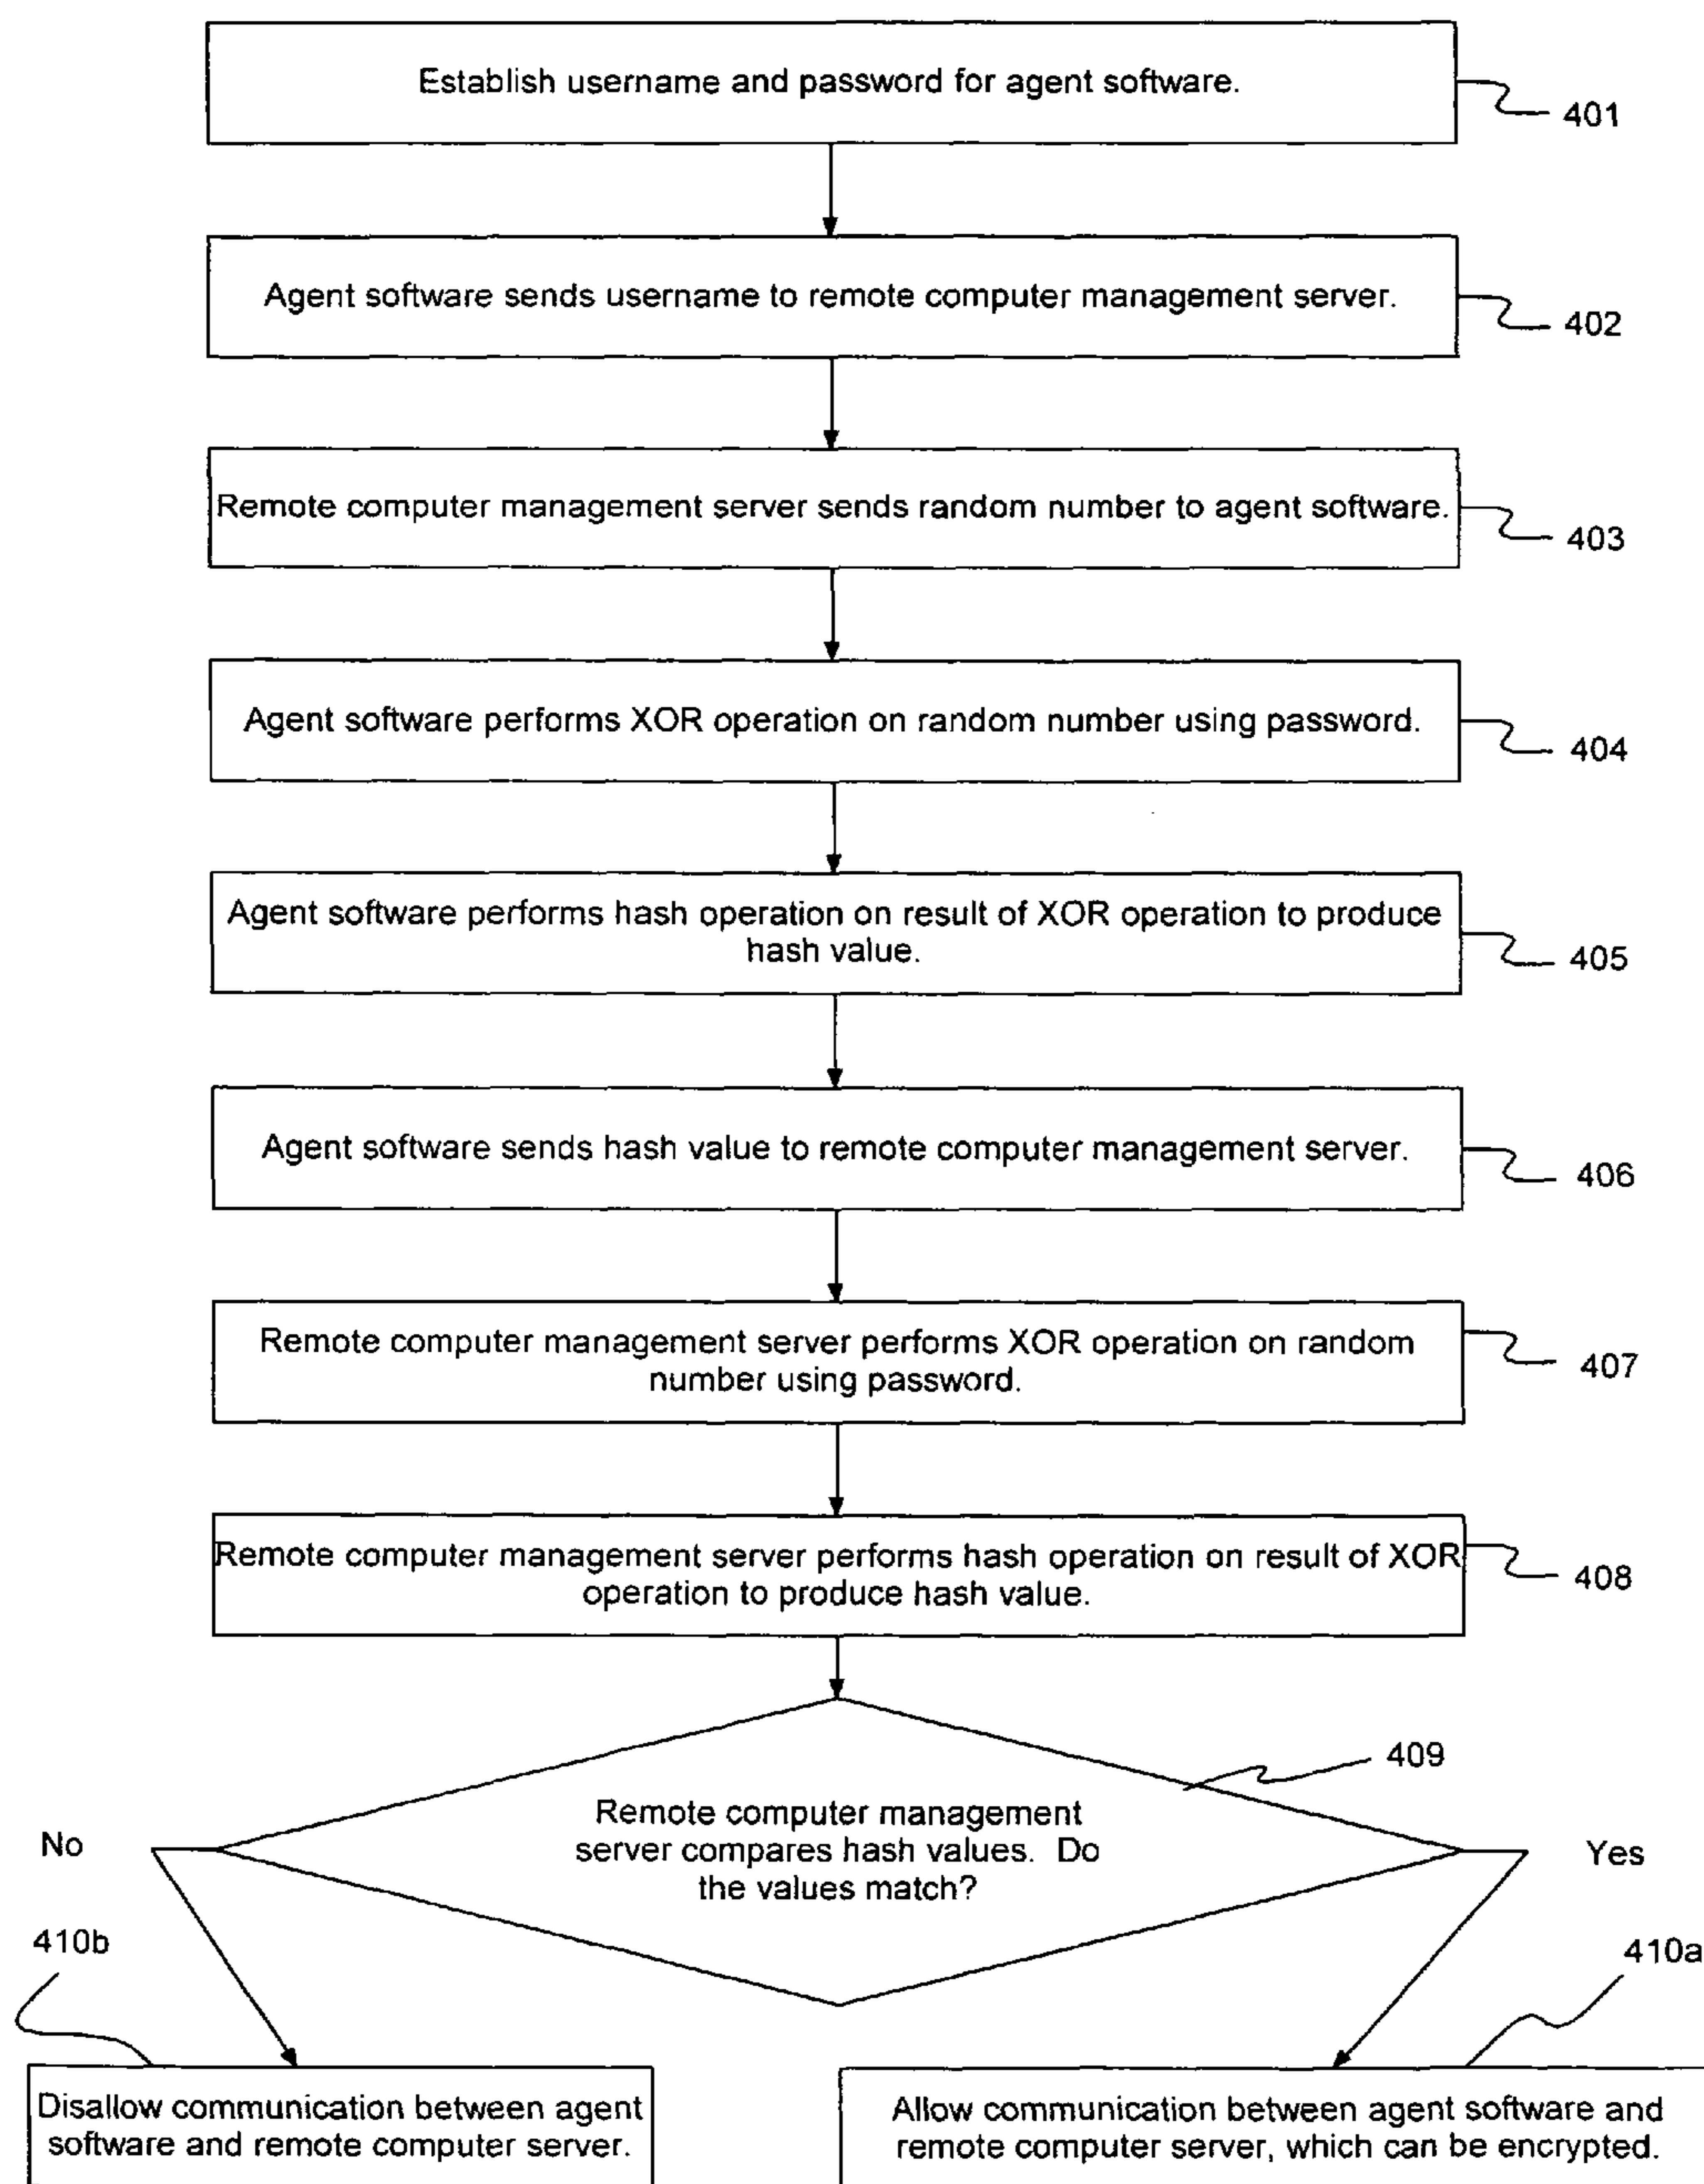 Establish username and password for agent software.
401
Agent software sends username to remote computer management server.
402
Remote computer management server sends random number to agent software.
403
Agent software performs XOR operation on random number using password.
404
Agent software performs hash operation on result of XOR operation to produce
hash value.
405
Agent software sends hash value to remote computer management server.
406
Remote computer management server performs XOR operation on random
number using password.
407
Remote computer management server performs hash operation on result of XOR
operation to produce hash value.
408
409
Remote computer management
server compares hash values. Do
the values match?
No
Yes
410b
410a
Disallow communication between agent
software and remote computer server.
Allow communication between agent software and
remote computer server, which can be encrypted.